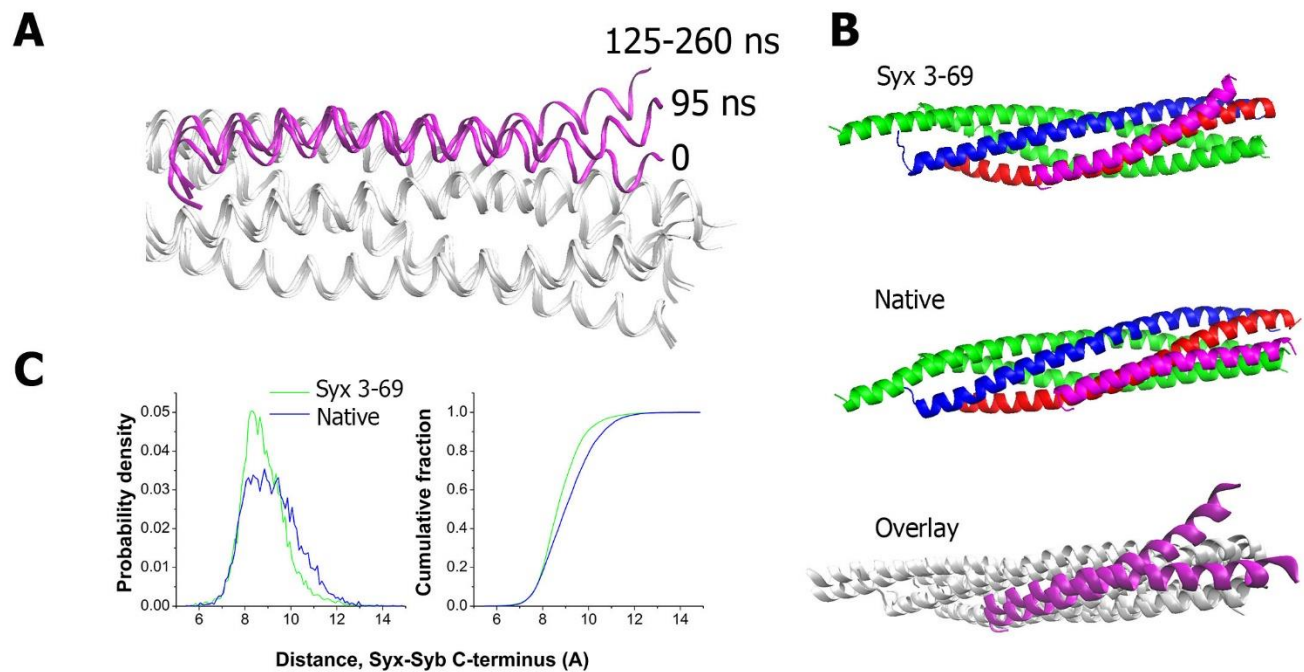 A
125-260 ns
95 ns
0
B
Syx 3-69
Native
Overlay
C
Syx 3-69
Native
Probability density
0.05
0.04
0.03
0.02
0.01
0.00
6 8 10 12 14
Cumulative fraction
1.0
0.8
0.6
0.4
0.2
0.0
6 8 10 12 14
Distance, Syx-Syb C-terminus (A)